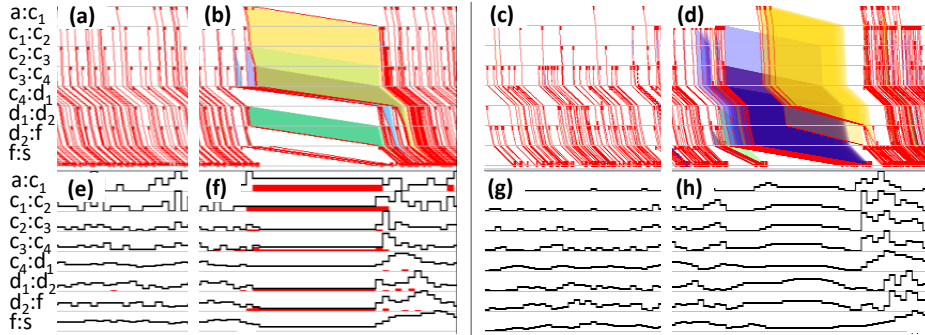 (a) (b) (c) (d)
a:c1
c1:c2
c2:c3
c3:c4
c4:d1
d1:d2
d2:f
f:s
(e) (f) (g) (h)
a:c1
c1:c2
c2:c3
c3:c4
c4:d1
d1:d2
d2:f
f:s